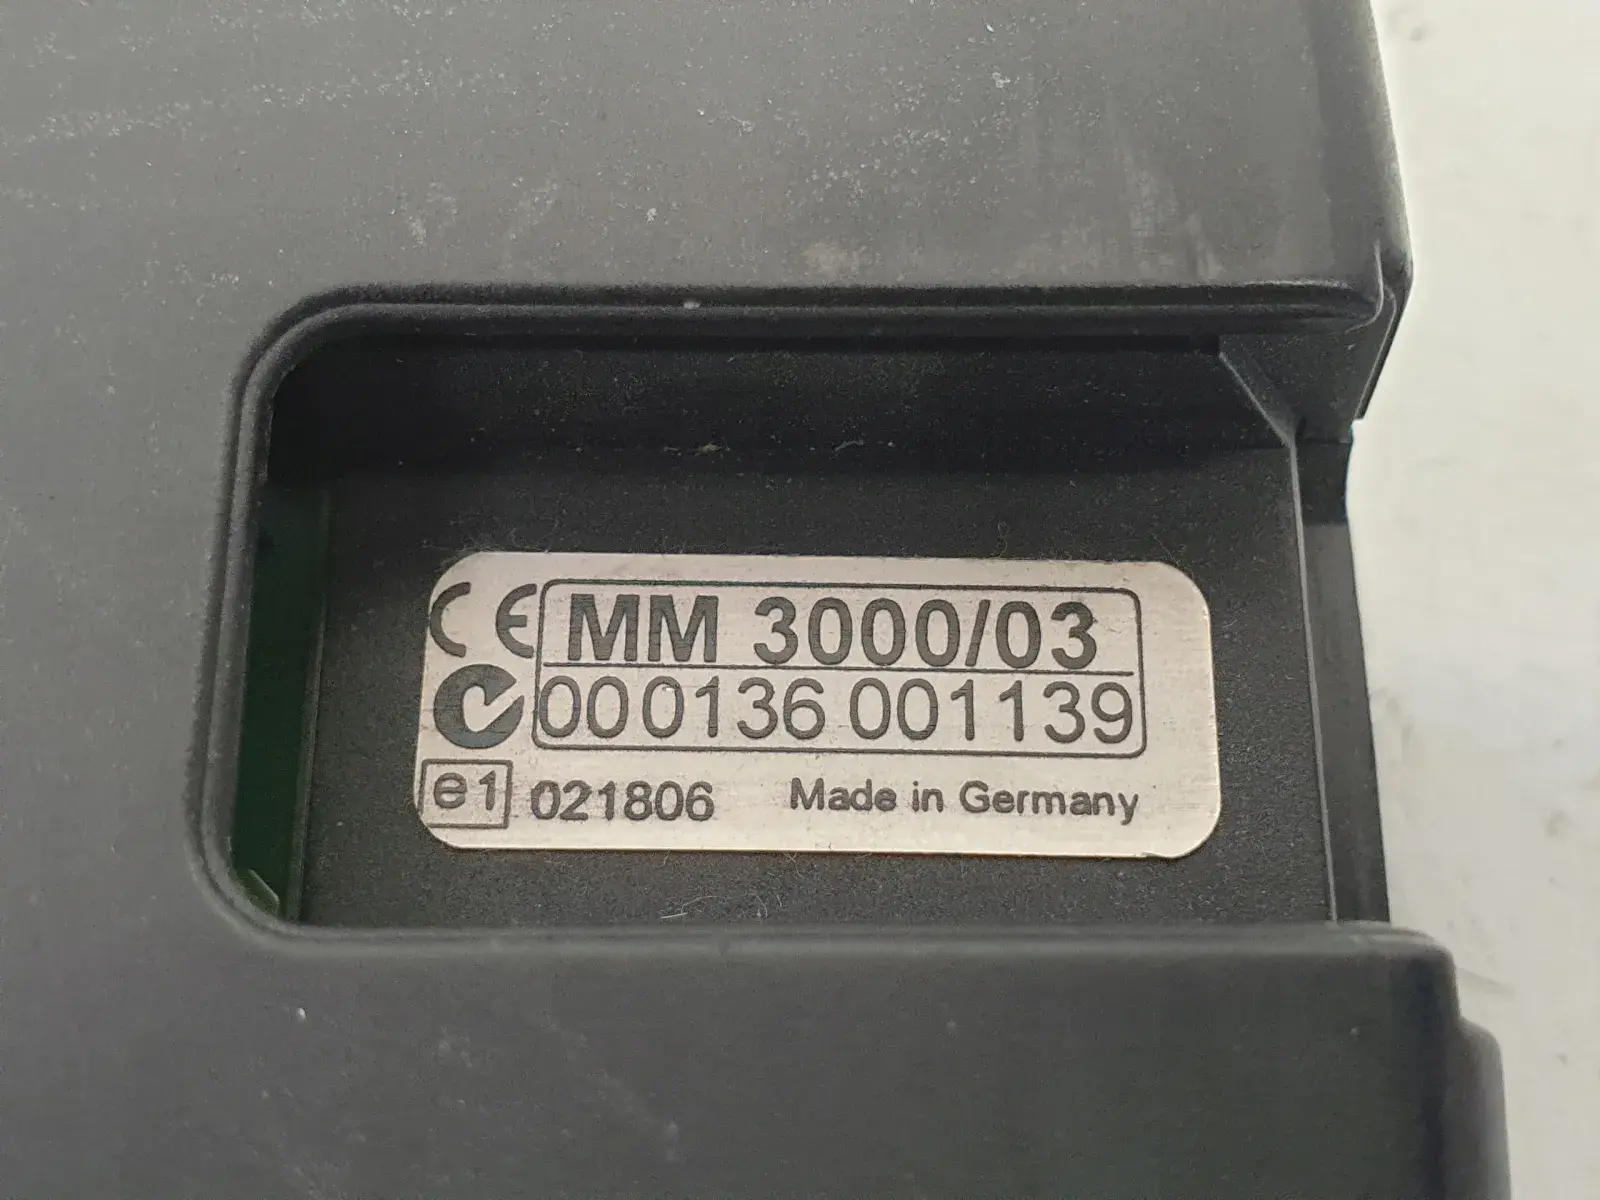 CE MM 3000/03
000136 001139
e1 021806 Made in Germany